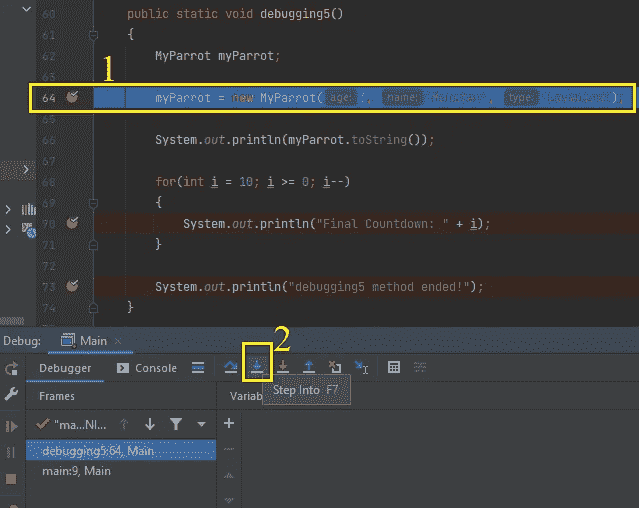 60 public static void debugging5()
61 {
62 MyParrot myParrot;
63
1
64 myParrot = new MyParrot( age: name: type:
65
66 System.out.println(myParrot.toString());
67
68 for(int i = 10; i >= 0; i--)
69 {
70 System.out.println("Final Countdown: " + i);
71 }
72
73 System.out.println("debugging5 method ended!");
74 }
Debug: Main ×
2
Debugger Console
Step Into F7
Frames Variab
"ma...NI...
debugging5:64, Main
main:9, Main